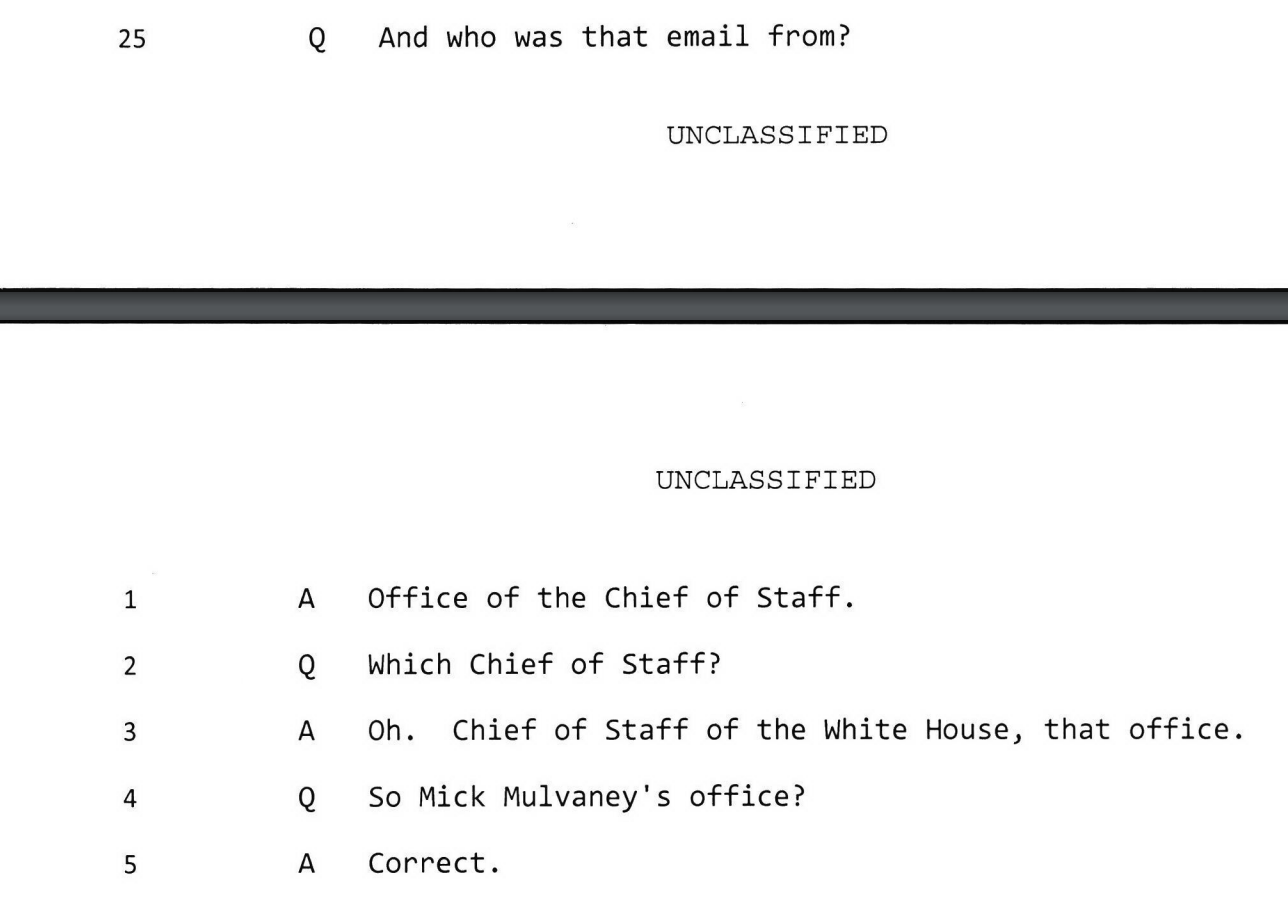 25 Q And who was that email from?
UNCLASSIFIED
UNCLASSIFIED
1 A Office of the Chief of Staff.
2 Q Which Chief of Staff?
3 A Oh. Chief of Staff of the White House, that office.
4 Q So Mick Mulvaney's office?
5 A Correct.